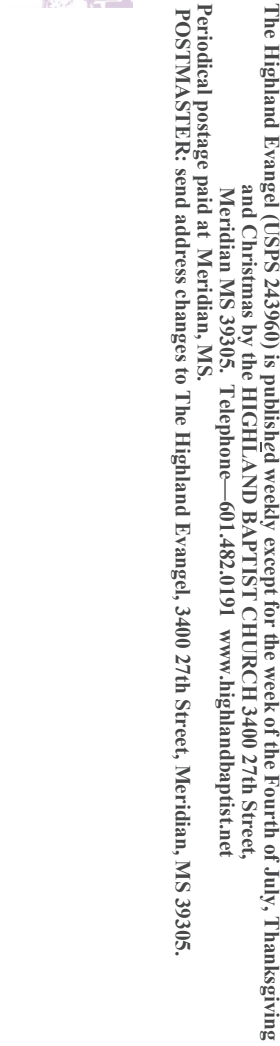 The Highland Evangel (USPS 243960) is published weekly except for the week of the Fourth of July, Thanksgiving
and Christmas by the HIGHLAND BAPTIST CHURCH 3400 27th Street,
Meridian MS 39305. Telephone—601.482.0191 www.highlandbaptist.net
Periodical postage paid at Meridian, MS.
POSTMASTER: send address changes to The Highland Evangel, 3400 27th Street, Meridian, MS 39305.